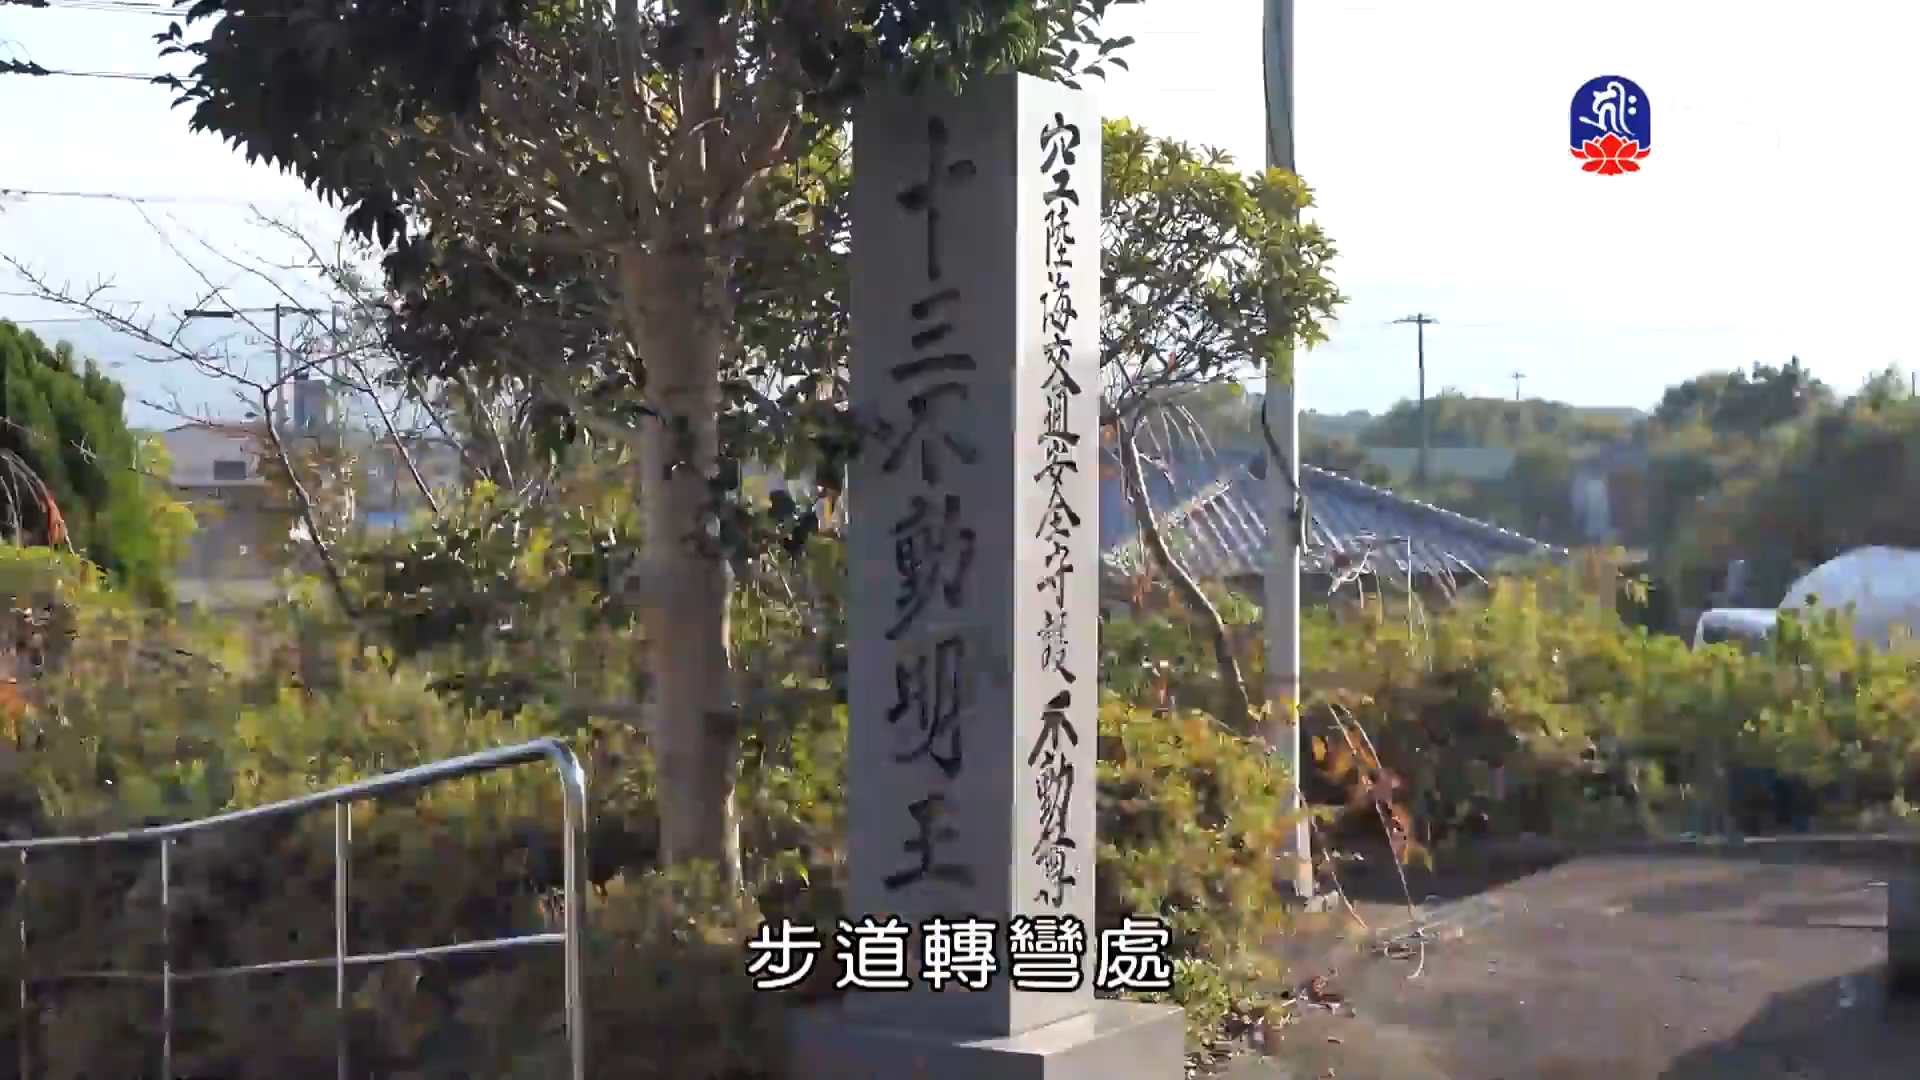 十三不動明王
空陸海交通安全守護不動尊
步道轉彎處